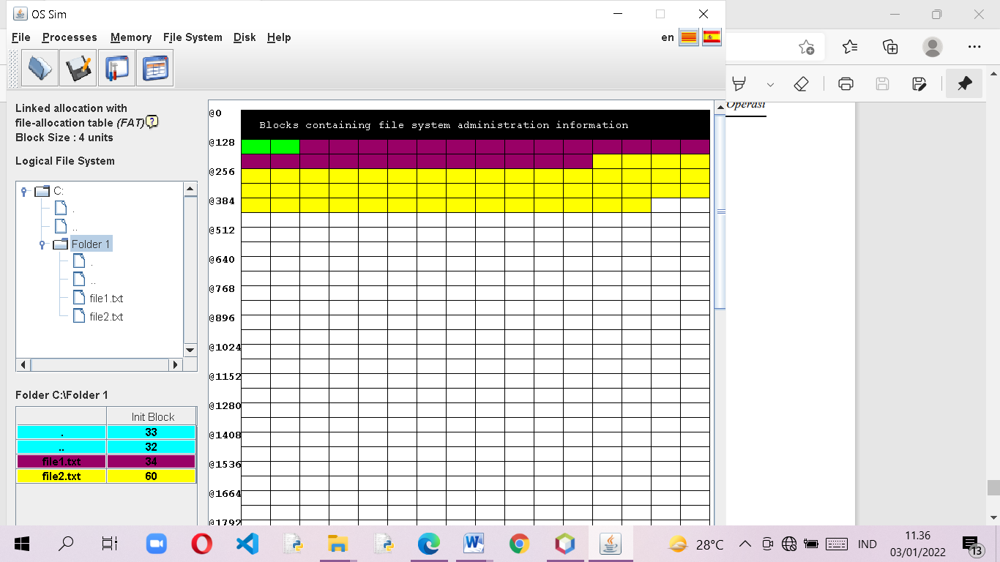 OS Sim
File Processes Memory File System Disk Help
en
Linked allocation with
file-allocation table (FAT)
Block Size : 4 units
Logical File System
C:
.
..
Folder 1
.
..
file1.txt
file2.txt
Folder C:\Folder 1
Init Block
. 33
.. 32
file1.txt 34
file2.txt 60
@0
Blocks containing file system administration information
@128
@256
@384
@512
@640
@768
@896
@1024
@1152
@1280
@1408
@1536
@1664
@1792
Operasi
28°C
IND
11.36
03/01/2022
13